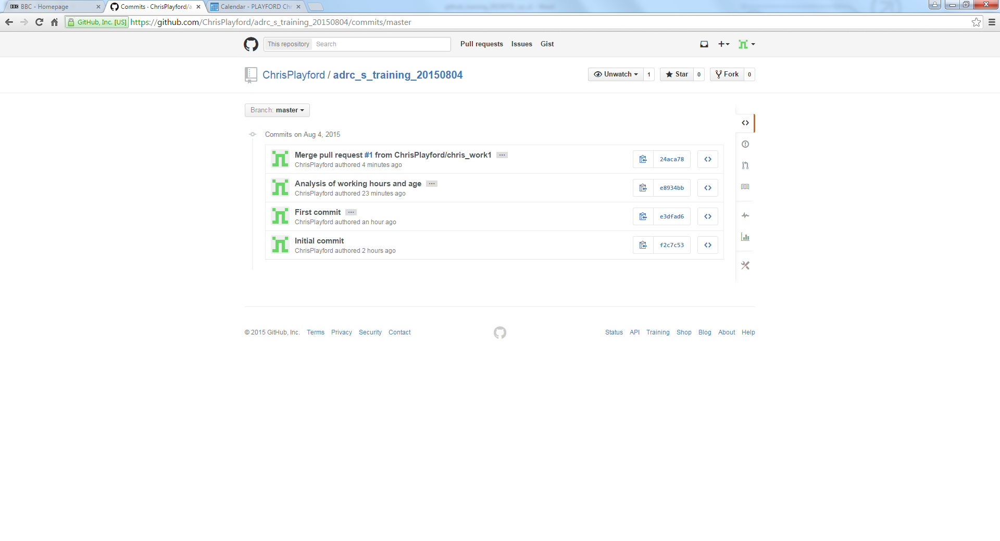 BBC BBC - Homepage
Commits · ChrisPlayford/a
Calendar - PLAYFORD Chr
GitHub, Inc. [US] https://github.com/ChrisPlayford/adrc_s_training_20150804/commits/master
This repository Search Pull requests Issues Gist
ChrisPlayford / adrc_s_training_20150804 Unwatch 1 Star 0 Fork 0
Branch: master
Commits on Aug 4, 2015
Merge pull request #1 from ChrisPlayford/chris_work1 …
ChrisPlayford authored 4 minutes ago
24aca78
Analysis of working hours and age …
ChrisPlayford authored 23 minutes ago
e8934bb
First commit …
ChrisPlayford authored an hour ago
e3dfad6
Initial commit
ChrisPlayford authored 2 hours ago
f2c7c53
© 2015 GitHub, Inc. Terms Privacy Security Contact Status API Training Shop Blog About Help